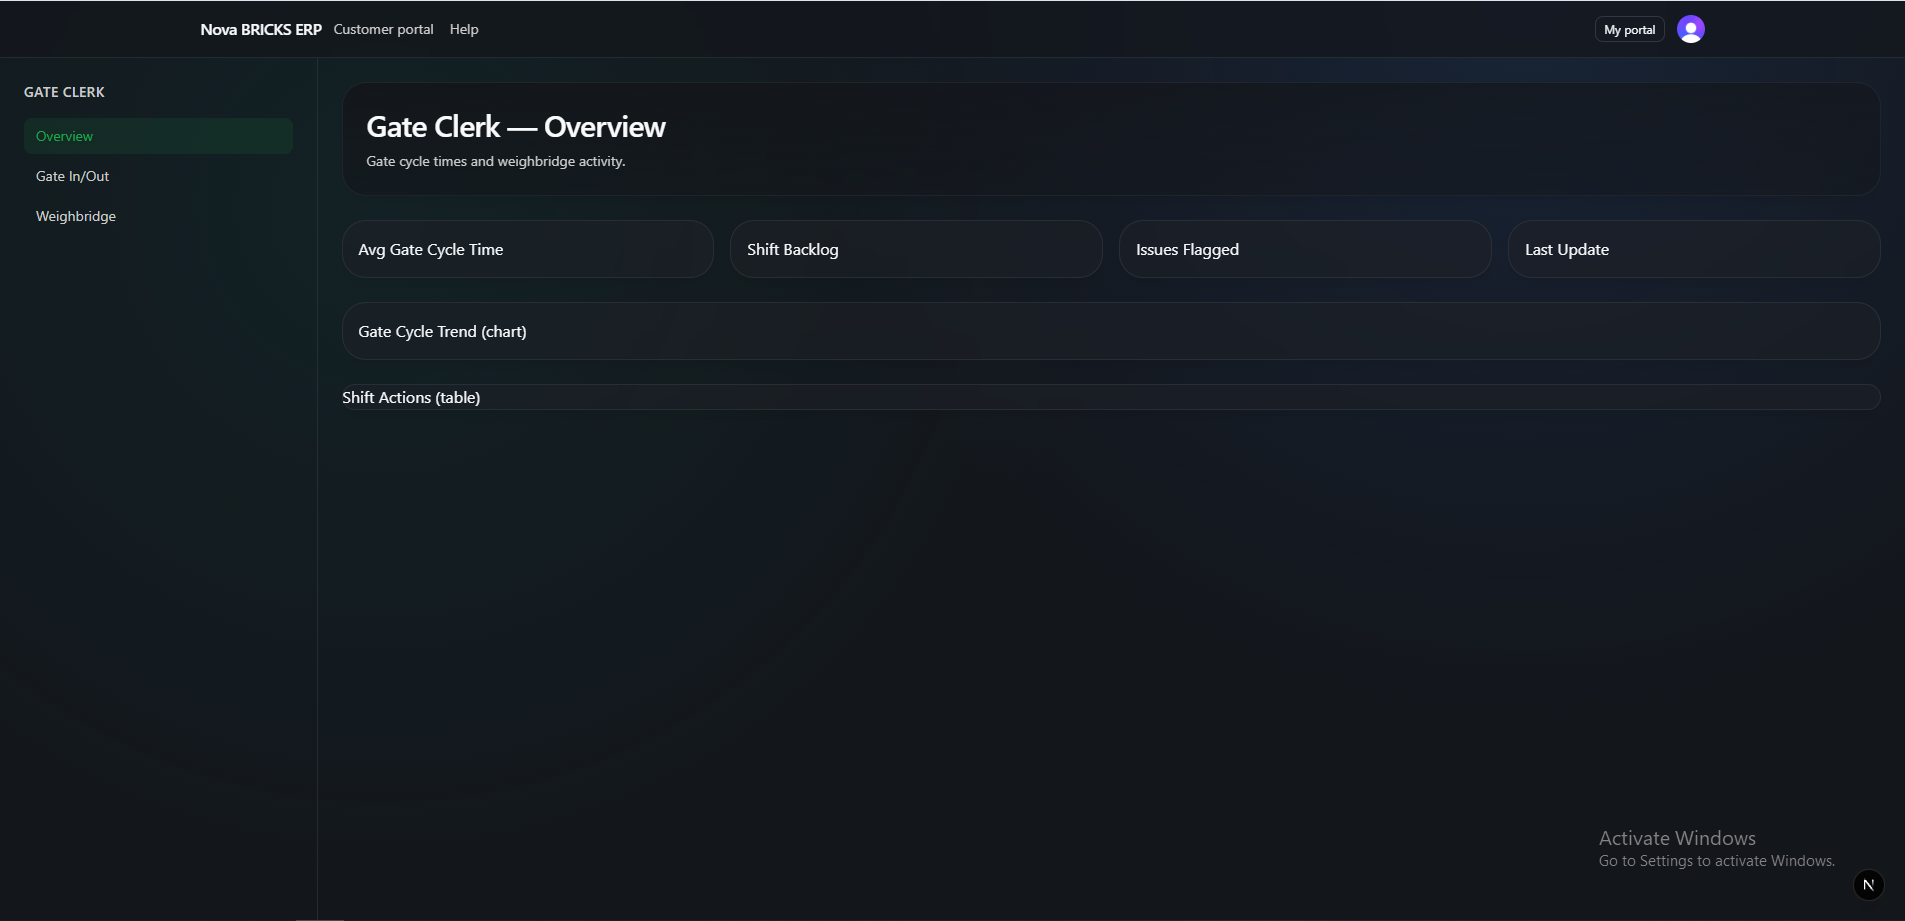 Nova BRICKS ERP Customer portal Help My portal
GATE CLERK
Overview
Gate In/Out
Weighbridge
Gate Clerk — Overview
Gate cycle times and weighbridge activity.
Avg Gate Cycle Time Shift Backlog Issues Flagged Last Update
Gate Cycle Trend (chart)
Shift Actions (table)
Activate Windows
Go to Settings to activate Windows.
N